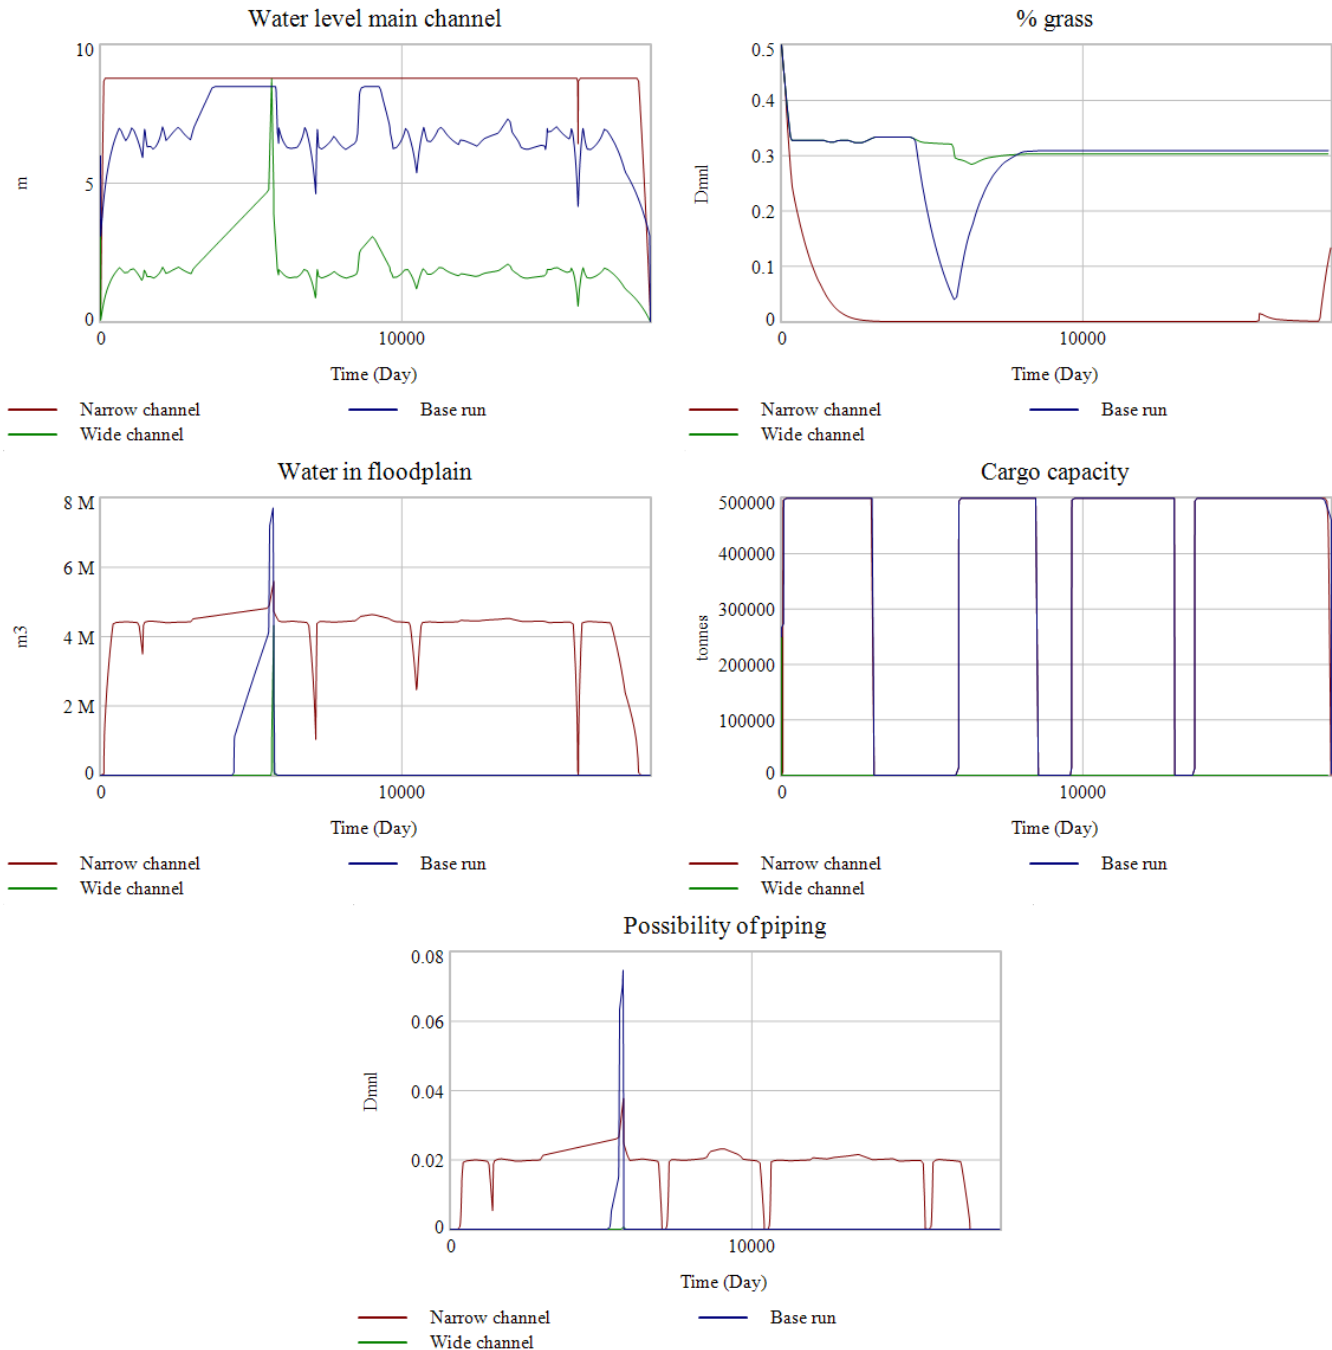 Water level main channel
10
5
0
m
0
10000
Time (Day)
Narrow channel
Base run
Wide channel
% grass
0.5
0.4
0.3
0.2
0.1
0
Dmnl
0
10000
Time (Day)
Narrow channel
Base run
Wide channel
Water in floodplain
8 M
6 M
4 M
2 M
0
m3
0
10000
Time (Day)
Narrow channel
Base run
Wide channel
Cargo capacity
500000
400000
300000
200000
100000
0
tonnes
0
10000
Time (Day)
Narrow channel
Base run
Wide channel
Possibility of piping
0.08
0.06
0.04
0.02
0
Dmnl
0
10000
Time (Day)
Narrow channel
Base run
Wide channel